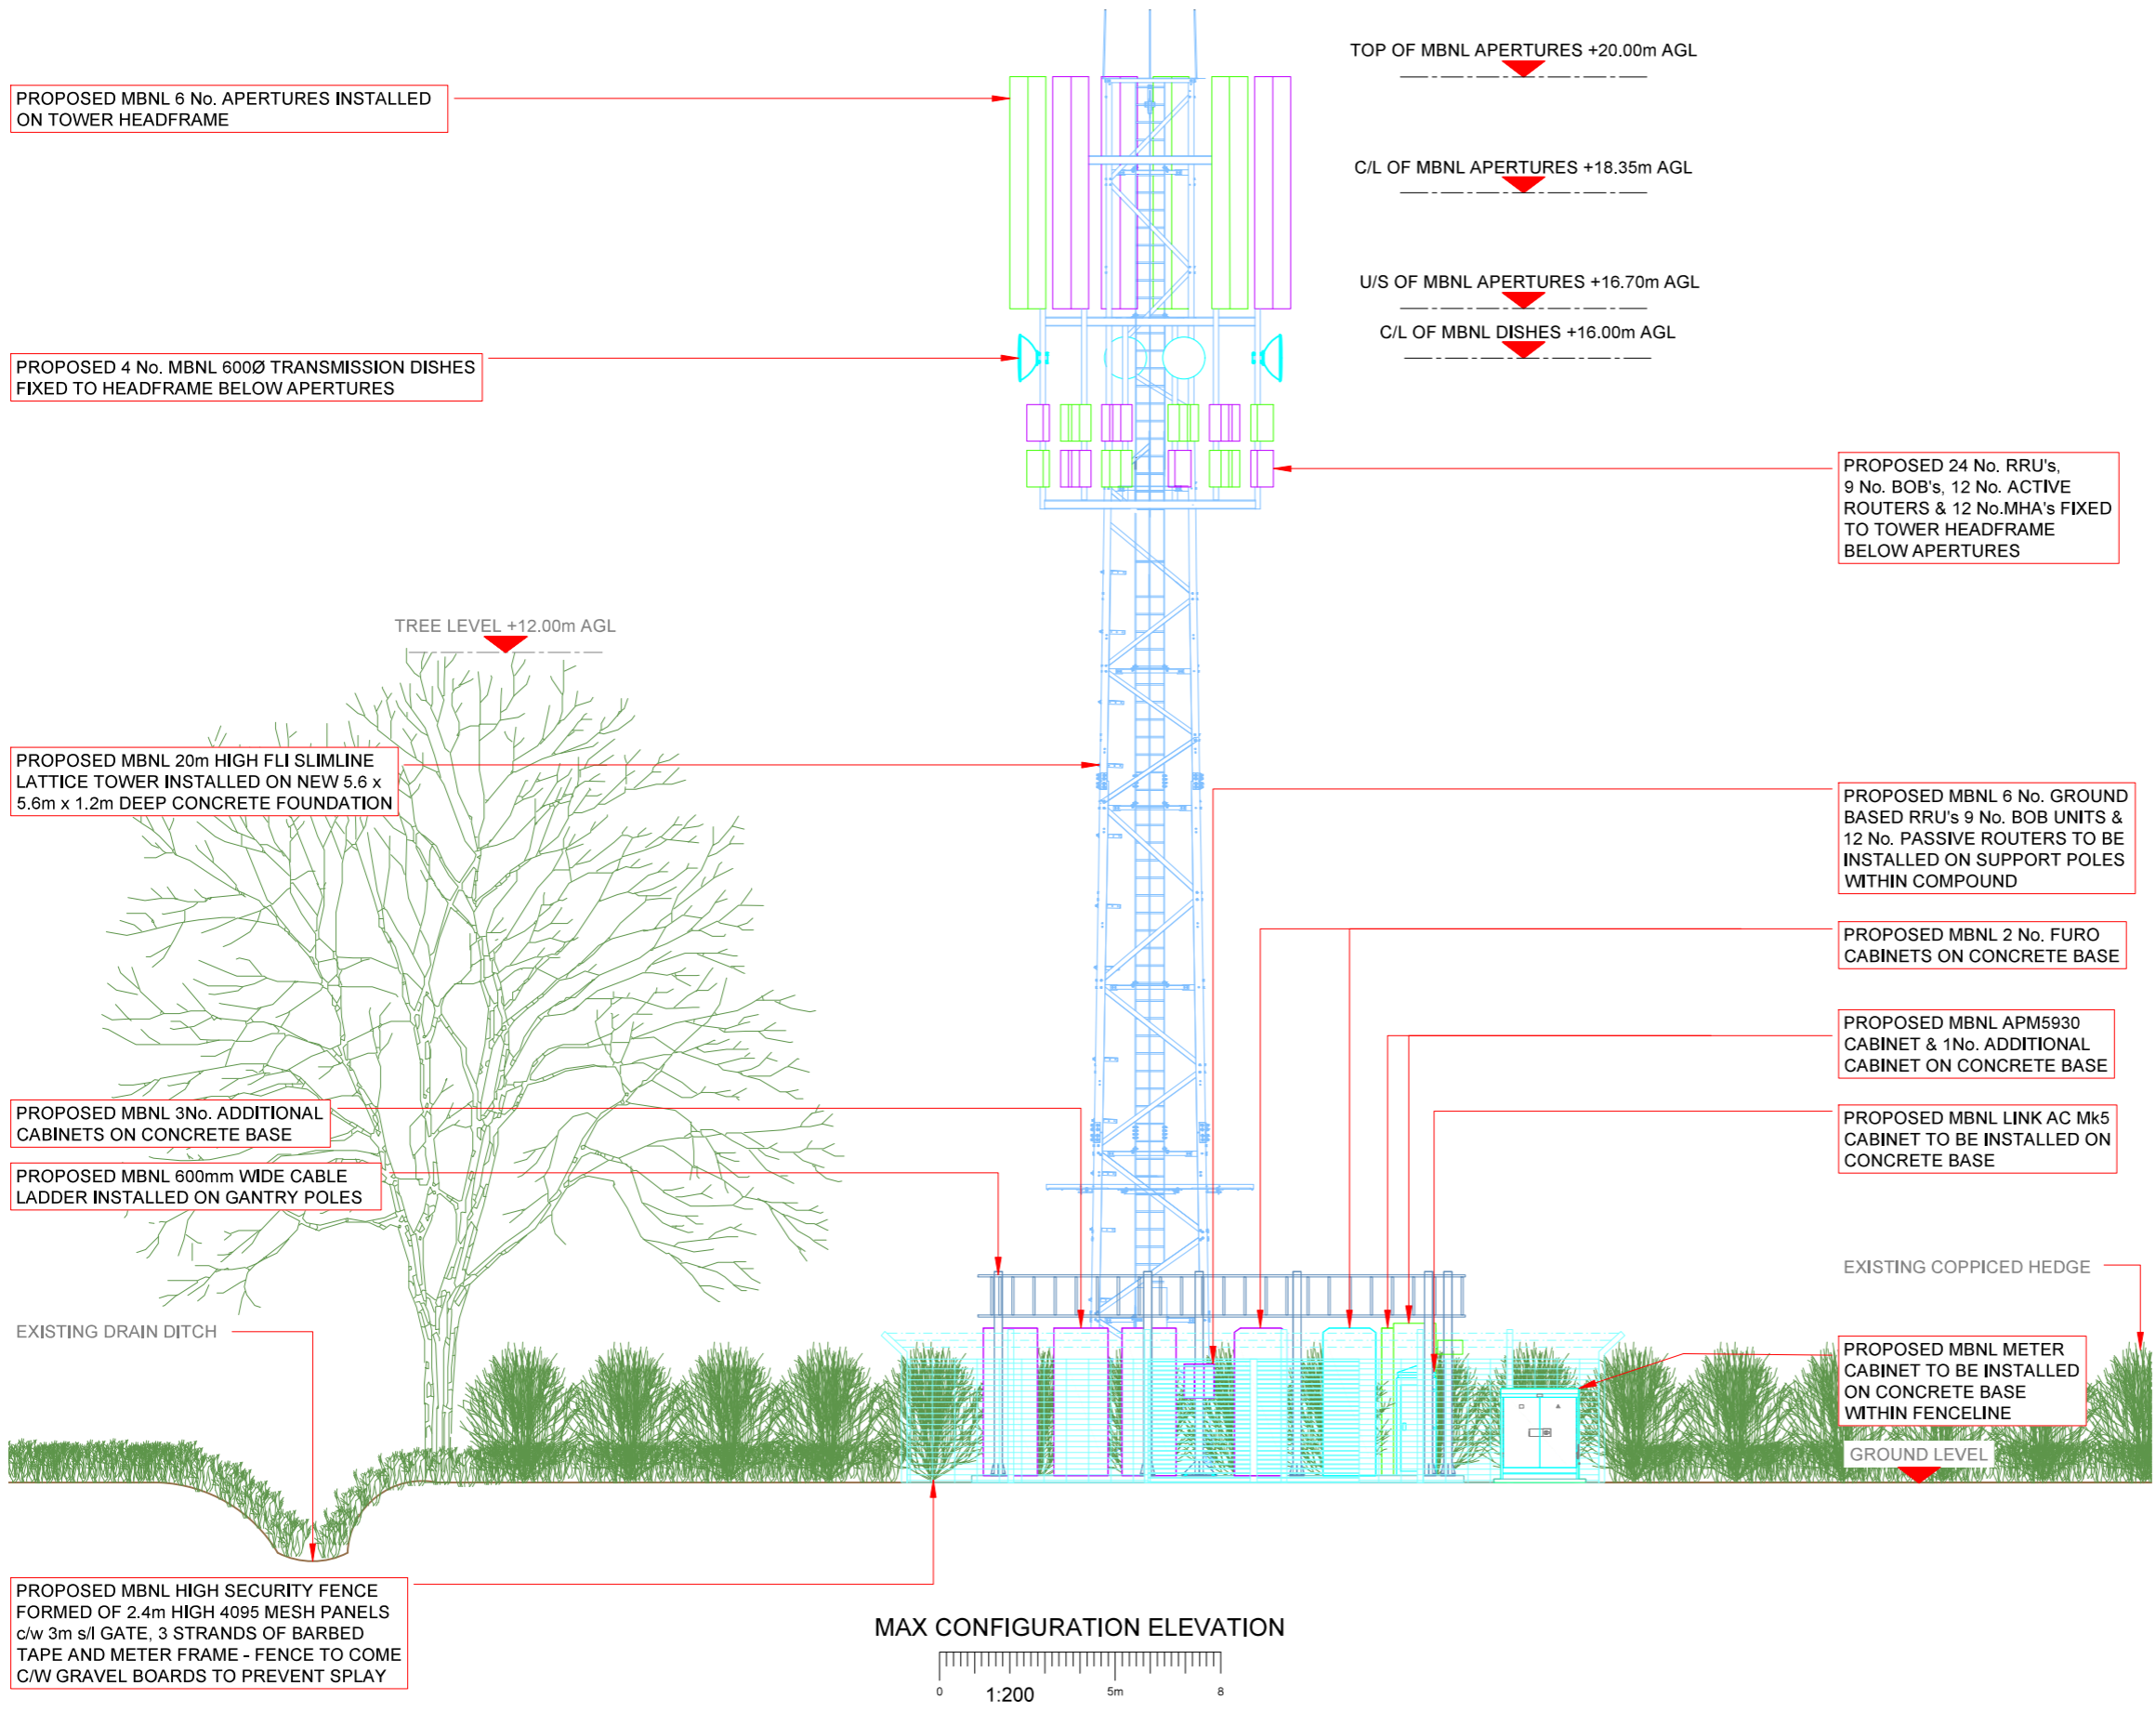 TOP OF MBNL APERTURES +20.00m AGL
PROPOSED MBNL 6 No. APERTURES INSTALLED
ON TOWER HEADFRAME
C/L OF MBNL APERTURES +18.35m AGL
U/S OF MBNL APERTURES +16.70m AGL
C/L OF MBNL DISHES +16.00m AGL
PROPOSED 4 No. MBNL 600Ø TRANSMISSION DISHES
FIXED TO HEADFRAME BELOW APERTURES
PROPOSED 24 No. RRU's,
9 No. BOB's, 12 No. ACTIVE
ROUTERS & 12 No.MHA's FIXED
TO TOWER HEADFRAME
BELOW APERTURES
TREE LEVEL +12.00m AGL
PROPOSED MBNL 20m HIGH FLI SLIMLINE
LATTICE TOWER INSTALLED ON NEW 5.6 x
5.6m x 1.2m DEEP CONCRETE FOUNDATION
PROPOSED MBNL 6 No. GROUND
BASED RRU's 9 No. BOB UNITS &
12 No. PASSIVE ROUTERS TO BE
INSTALLED ON SUPPORT POLES
WITHIN COMPOUND
PROPOSED MBNL 2 No. FURO
CABINETS ON CONCRETE BASE
PROPOSED MBNL APM5930
CABINET & 1No. ADDITIONAL
CABINET ON CONCRETE BASE
PROPOSED MBNL 3No. ADDITIONAL
CABINETS ON CONCRETE BASE
PROPOSED MBNL LINK AC Mk5
CABINET TO BE INSTALLED ON
CONCRETE BASE
PROPOSED MBNL 600mm WIDE CABLE
LADDER INSTALLED ON GANTRY POLES
EXISTING COPPICED HEDGE
EXISTING DRAIN DITCH
PROPOSED MBNL METER
CABINET TO BE INSTALLED
ON CONCRETE BASE
WITHIN FENCELINE
GROUND LEVEL
PROPOSED MBNL HIGH SECURITY FENCE
FORMED OF 2.4m HIGH 4095 MESH PANELS
c/w 3m s/l GATE, 3 STRANDS OF BARBED
TAPE AND METER FRAME - FENCE TO COME
C/W GRAVEL BOARDS TO PREVENT SPLAY
MAX CONFIGURATION ELEVATION
0 5m 8
1:200